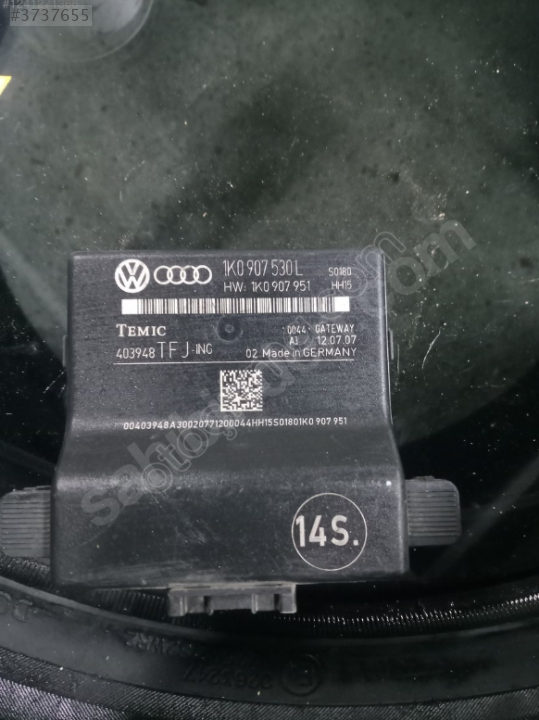 #3737655
1K0 907 530 L
S0180
HW: 1K0 907 951
HH15
TEMIC
0044 - GATEWAY
403948 TFJ-ING
A3 12.07.07
02 Made in GERMANY
00403948A30020771200044HH15S01801K0 907 951
14S.